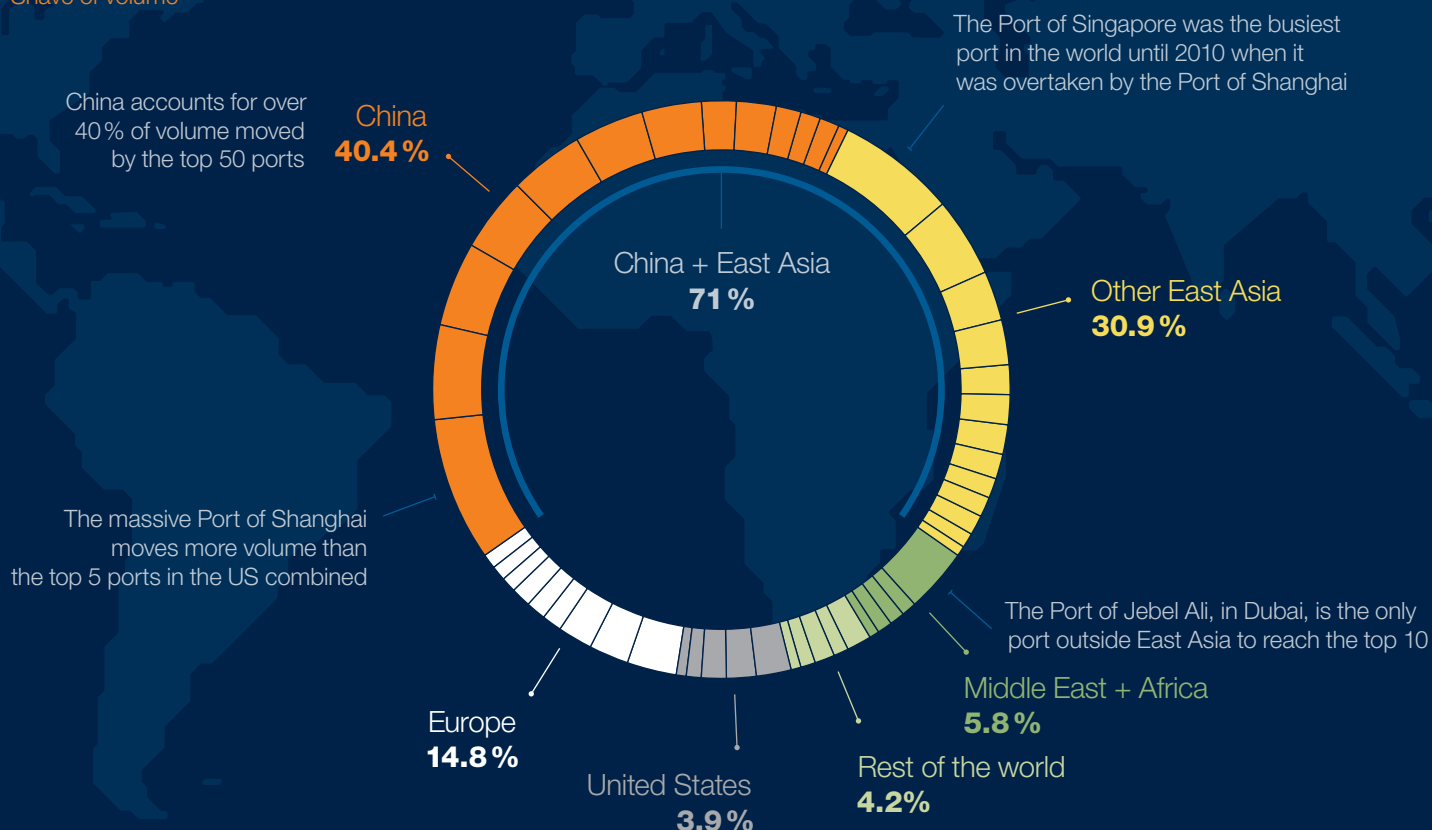 Share of volume
The Port of Singapore was the busiest
port in the world until 2010 when it
was overtaken by the Port of Shanghai
China accounts for over
40% of volume moved
by the top 50 ports
China
40.4%
China + East Asia
71%
Other East Asia
30.9%
The massive Port of Shanghai
moves more volume than
the top 5 ports in the US combined
The Port of Jebel Ali, in Dubai, is the only
port outside East Asia to reach the top 10
Middle East + Africa
5.8%
Europe
14.8%
Rest of the world
4.2%
United States
3.9%